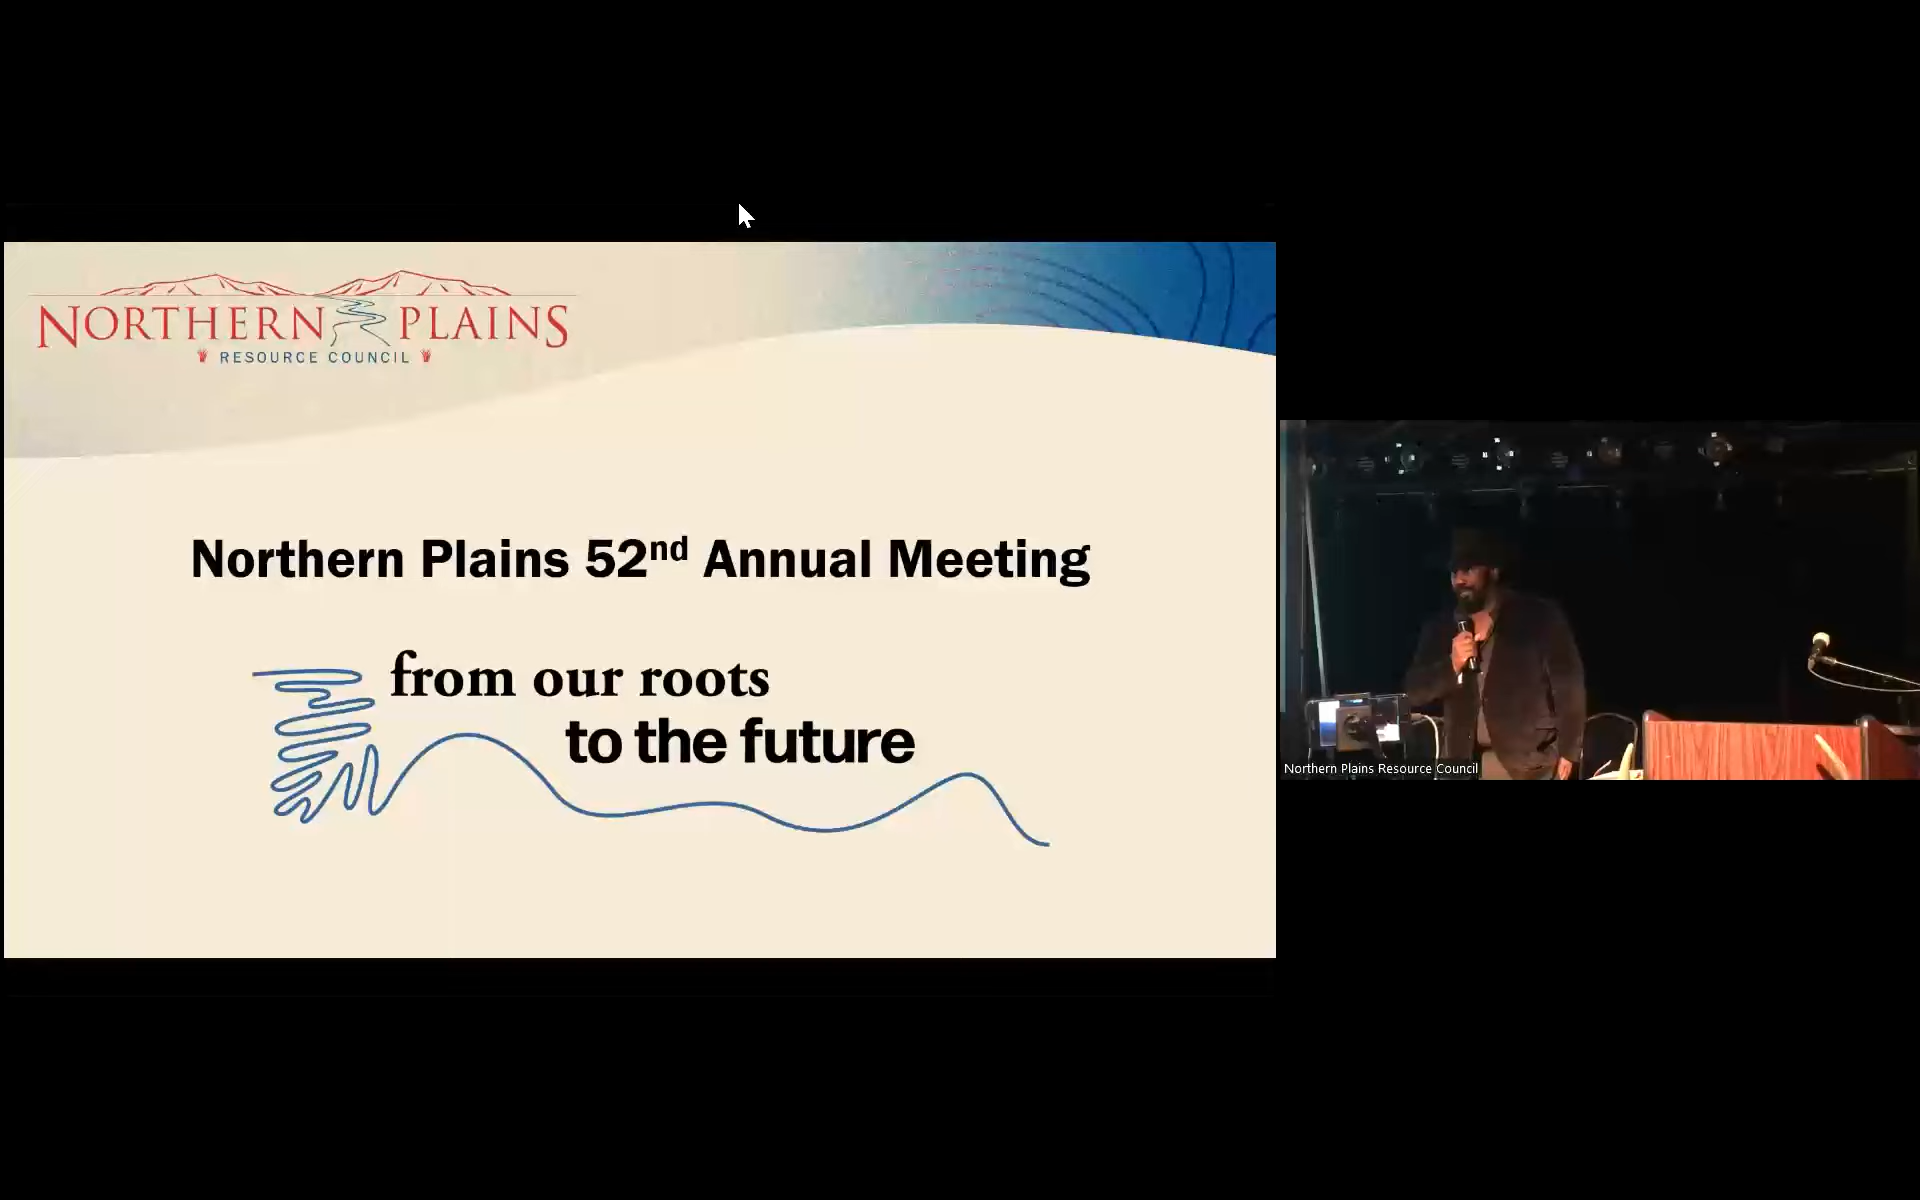 NORTHERN PLAINS
RESOURCE COUNCIL
Northern Plains 52nd Annual Meeting
from our roots
to the future
Northern Plains Resource Council